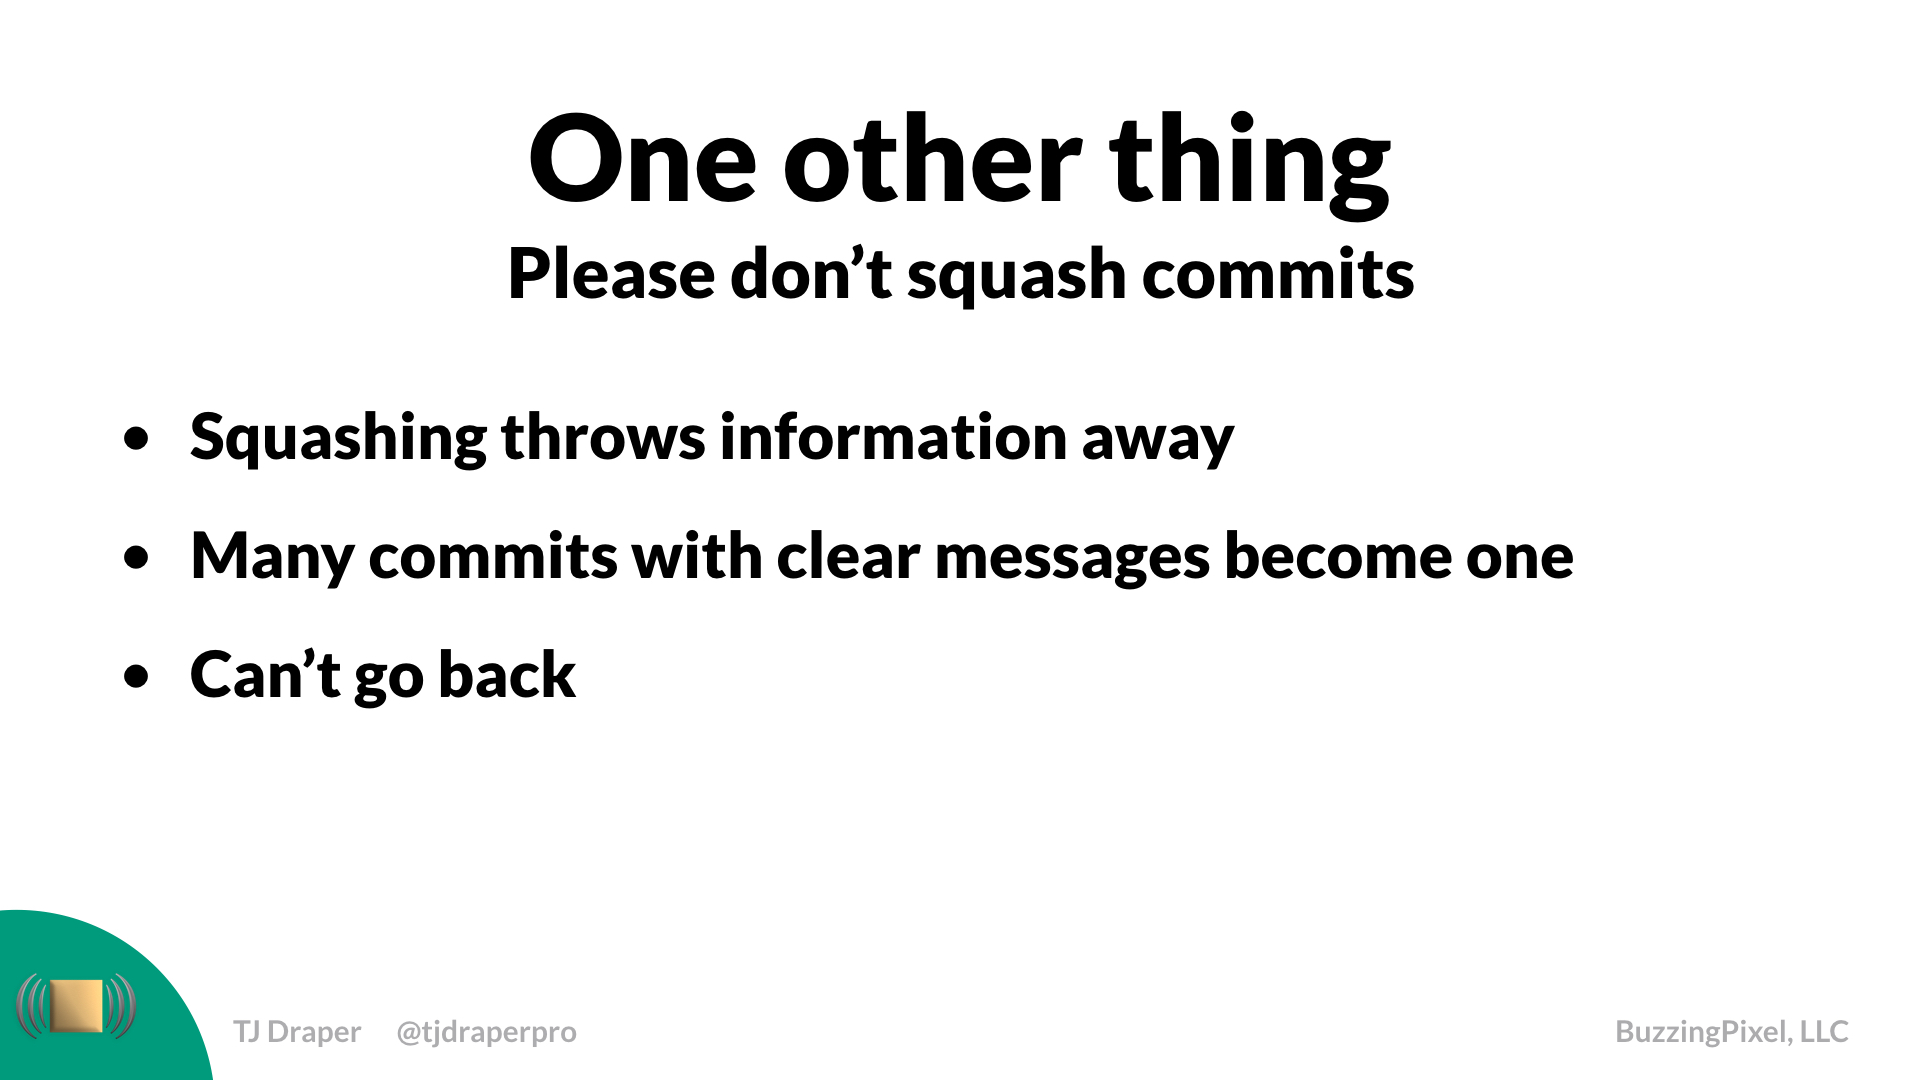 One other thing
Please don’t squash commits
• Squashing throws information away
• Many commits with clear messages become one
• Can’t go back
TJ Draper @tjdraperpro
BuzzingPixel, LLC